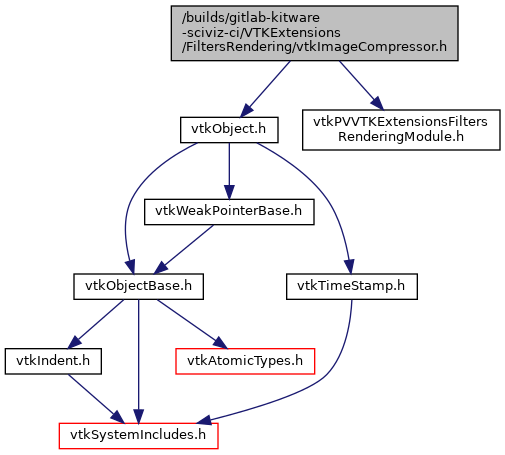 /builds/gitlab-kitware
-sciviz-ci/VTKExtensions
/FiltersRendering/vtkImageCompressor.h
vtkObject.h
vtkPVVTKExtensionsFilters
RenderingModule.h
vtkWeakPointerBase.h
vtkObjectBase.h
vtkTimeStamp.h
vtkIndent.h
vtkAtomicTypes.h
vtkSystemIncludes.h